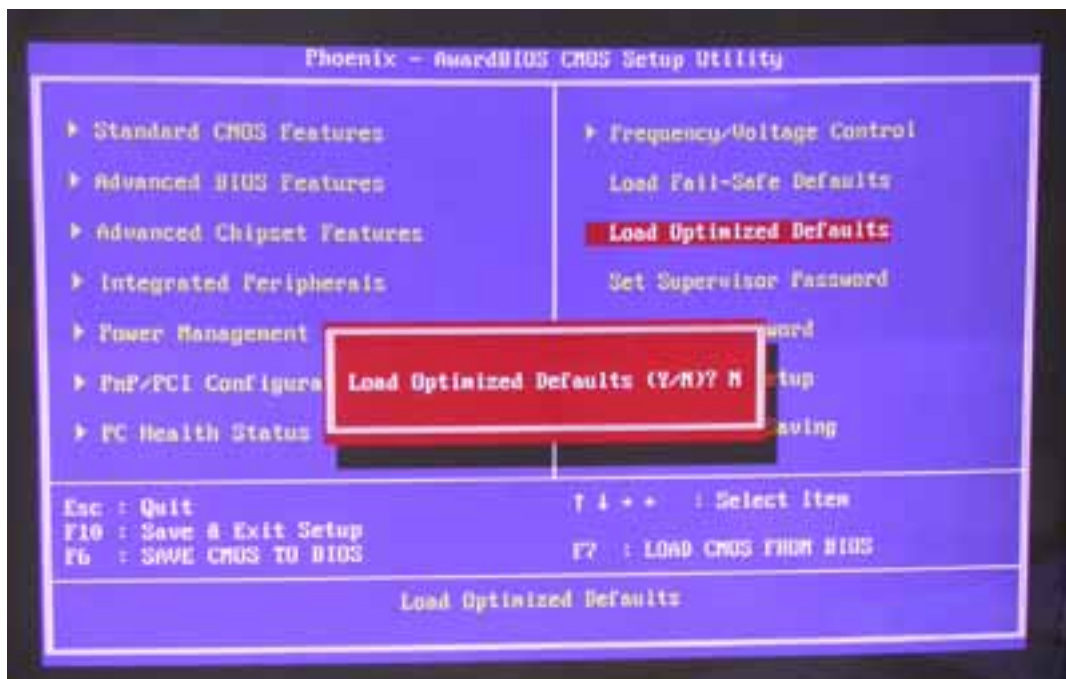 Phoenix - AwardBIOS CMOS Setup Utility
Standard CMOS Features
Advanced BIOS Features
Advanced Chipset Features
Integrated Peripherals
Power Management
PnP/PCI Configura
PC Health Status
Frequency/Voltage Control
Load Fail-Safe Defaults
Load Optimized Defaults
Set Supervisor Password
word
tup
aving
Load Optimized Defaults (Y/N)? N
Esc : Quit
F10 : Save & Exit Setup
F6 : SAVE CMOS TO BIOS
↑ ↓ → ← : Select Item
F7 : LOAD CMOS FROM BIOS
Load Optimized Defaults